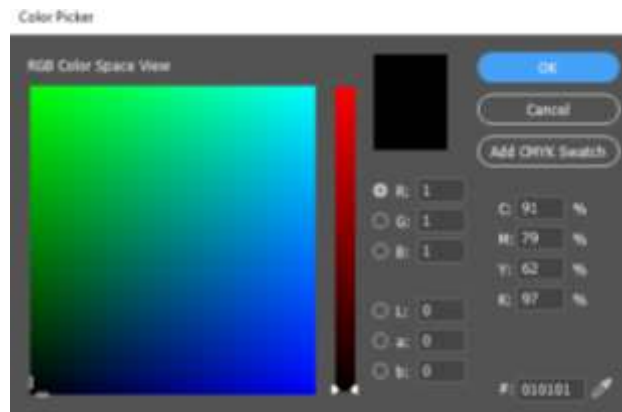 Color Picker
RGB Color Space View
OK
Cancel
Add CMYK Swatch
R: 1
G: 1
B: 1
L: 0
a: 0
b: 0
C: 91 %
M: 79 %
Y: 62 %
K: 97 %
#: 010101